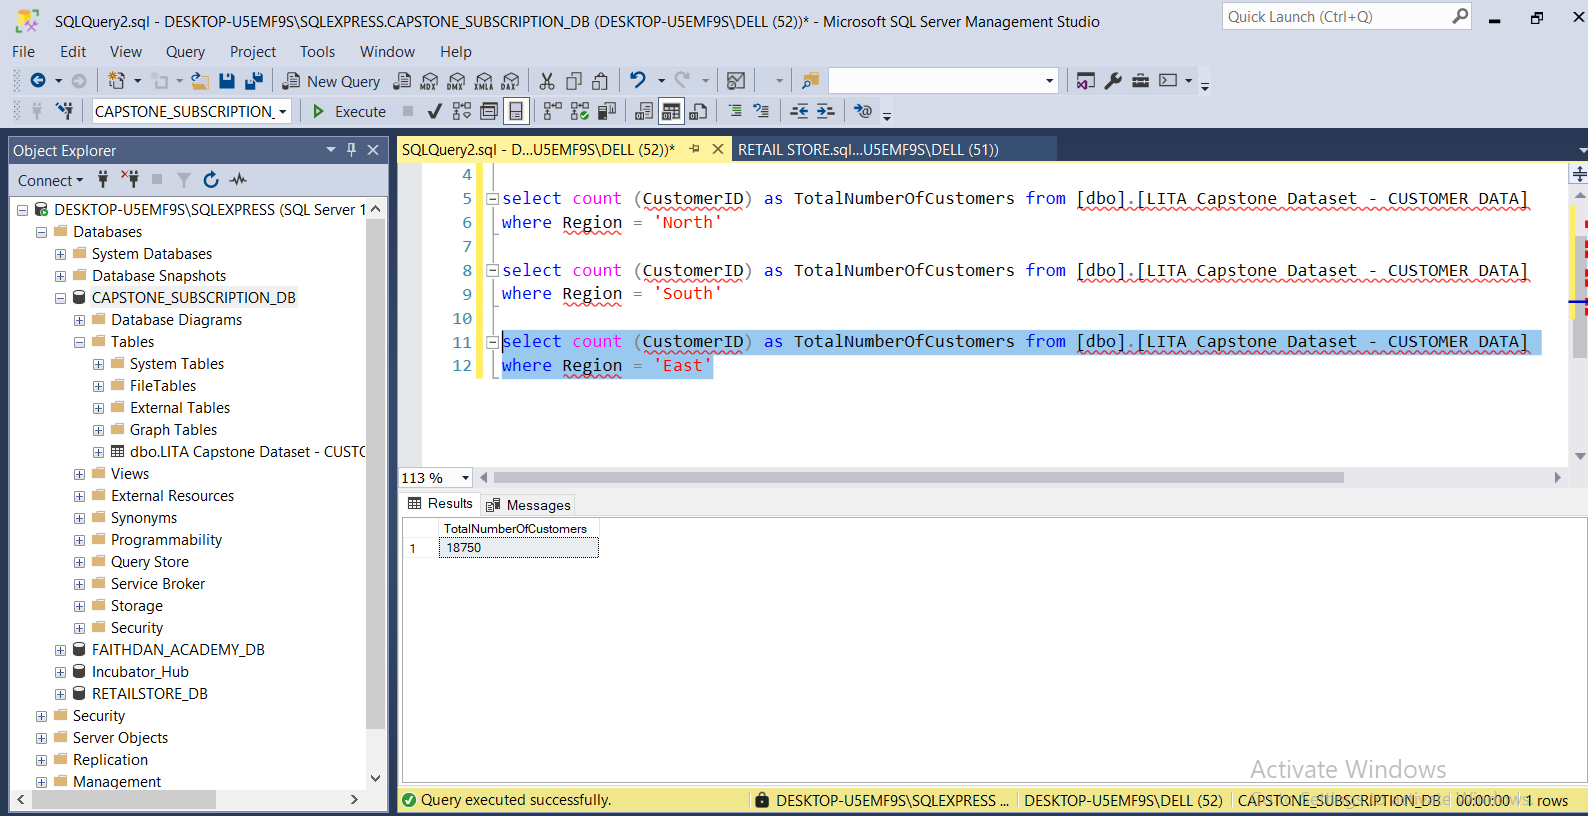 SQLQuery2.sql - DESKTOP-U5EMF9S\SQLEXPRESS.CAPSTONE_SUBSCRIPTION_DB (DESKTOP-U5EMF9S\DELL (52))* - Microsoft SQL Server Management Studio
Quick Launch (Ctrl+Q)
File Edit View Query Project Tools Window Help
New Query MDX DMX XMLA DAX
CAPSTONE_SUBSCRIPTION_ Execute
Object Explorer
Connect
DESKTOP-U5EMF9S\SQLEXPRESS (SQL Server 1
Databases
System Databases
Database Snapshots
CAPSTONE_SUBSCRIPTION_DB
Database Diagrams
Tables
System Tables
FileTables
External Tables
Graph Tables
dbo.LITA Capstone Dataset - CUSTC
Views
External Resources
Synonyms
Programmability
Query Store
Service Broker
Storage
Security
FAITHDAN_ACADEMY_DB
Incubator_Hub
RETAILSTORE_DB
Security
Server Objects
Replication
Management
SQLQuery2.sql - D...U5EMF9S\DELL (52))* RETAIL STORE.sql...U5EMF9S\DELL (51))
4
5 select count (CustomerID) as TotalNumberOfCustomers from [dbo].[LITA Capstone Dataset - CUSTOMER DATA]
6 where Region = 'North'
7
8 select count (CustomerID) as TotalNumberOfCustomers from [dbo].[LITA Capstone Dataset - CUSTOMER DATA]
9 where Region = 'South'
10
11 select count (CustomerID) as TotalNumberOfCustomers from [dbo].[LITA Capstone Dataset - CUSTOMER DATA]
12 where Region = 'East'
113 %
Results Messages
TotalNumberOfCustomers
1 18750
Activate Windows
Query executed successfully. DESKTOP-U5EMF9S\SQLEXPRESS ... DESKTOP-U5EMF9S\DELL (52) CAPSTONE_SUBSCRIPTION_DB 00:00:00 1 rows